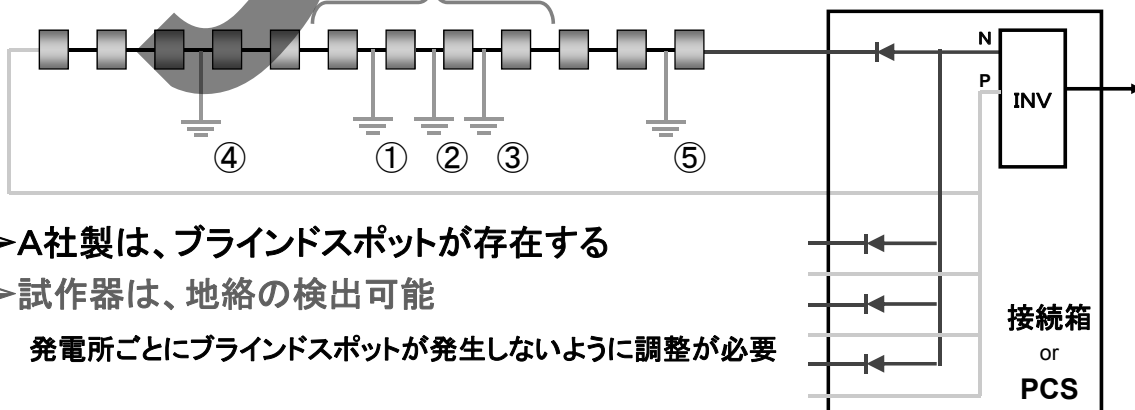 N
P
INV
④
① ② ③
⑤
➢A社製は、ブラインドスポットが存在する
➢試作器は、地絡の検出可能
発電所ごとにブラインドスポットが発生しないように調整が必要
接続箱
or
PCS